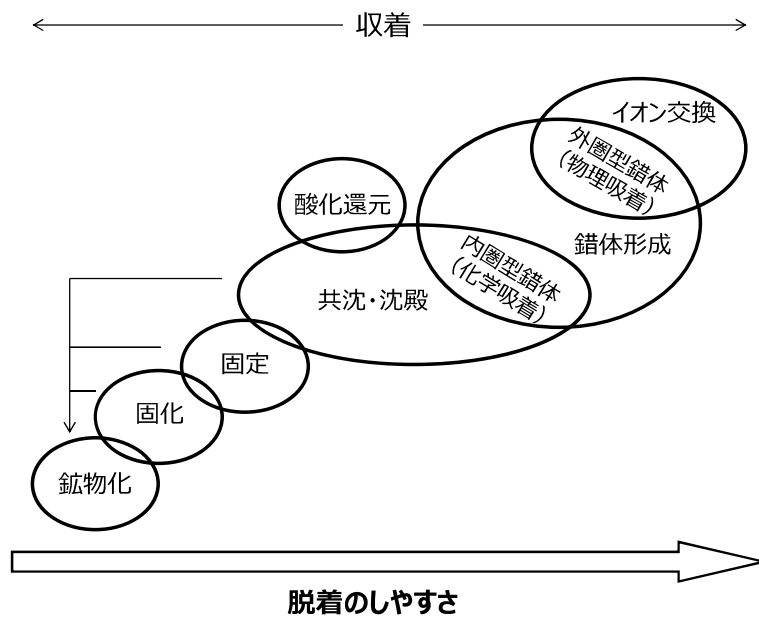 収着
イオン交換
外圏型錯体
（物理吸着）
酸化還元
錯体形成
内圏型錯体
（化学吸着）
共沈・沈殿
固定
固化
鉱物化
脱着のしやすさ